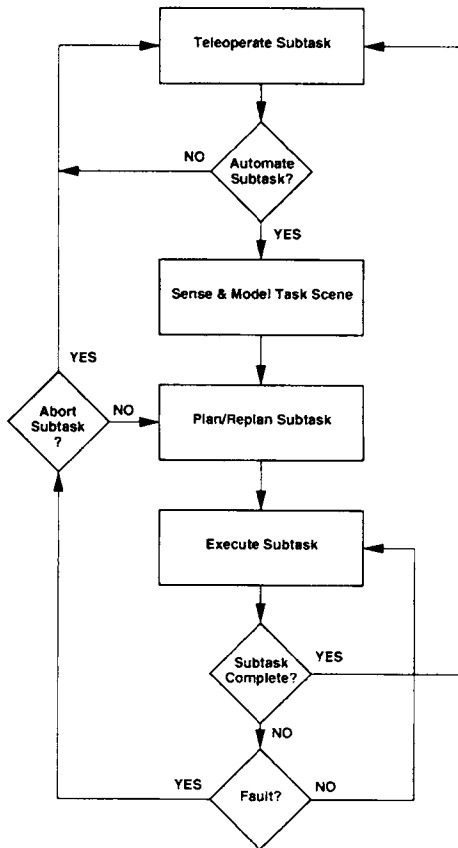 Teleoperate Subtask
NO
Automate
Subtask?
YES
Sense & Model Task Scene
YES
Abort
Subtask
?
NO
Plan/Replan Subtask
Execute Subtask
Subtask
Complete?
YES
NO
YES
Fault?
NO